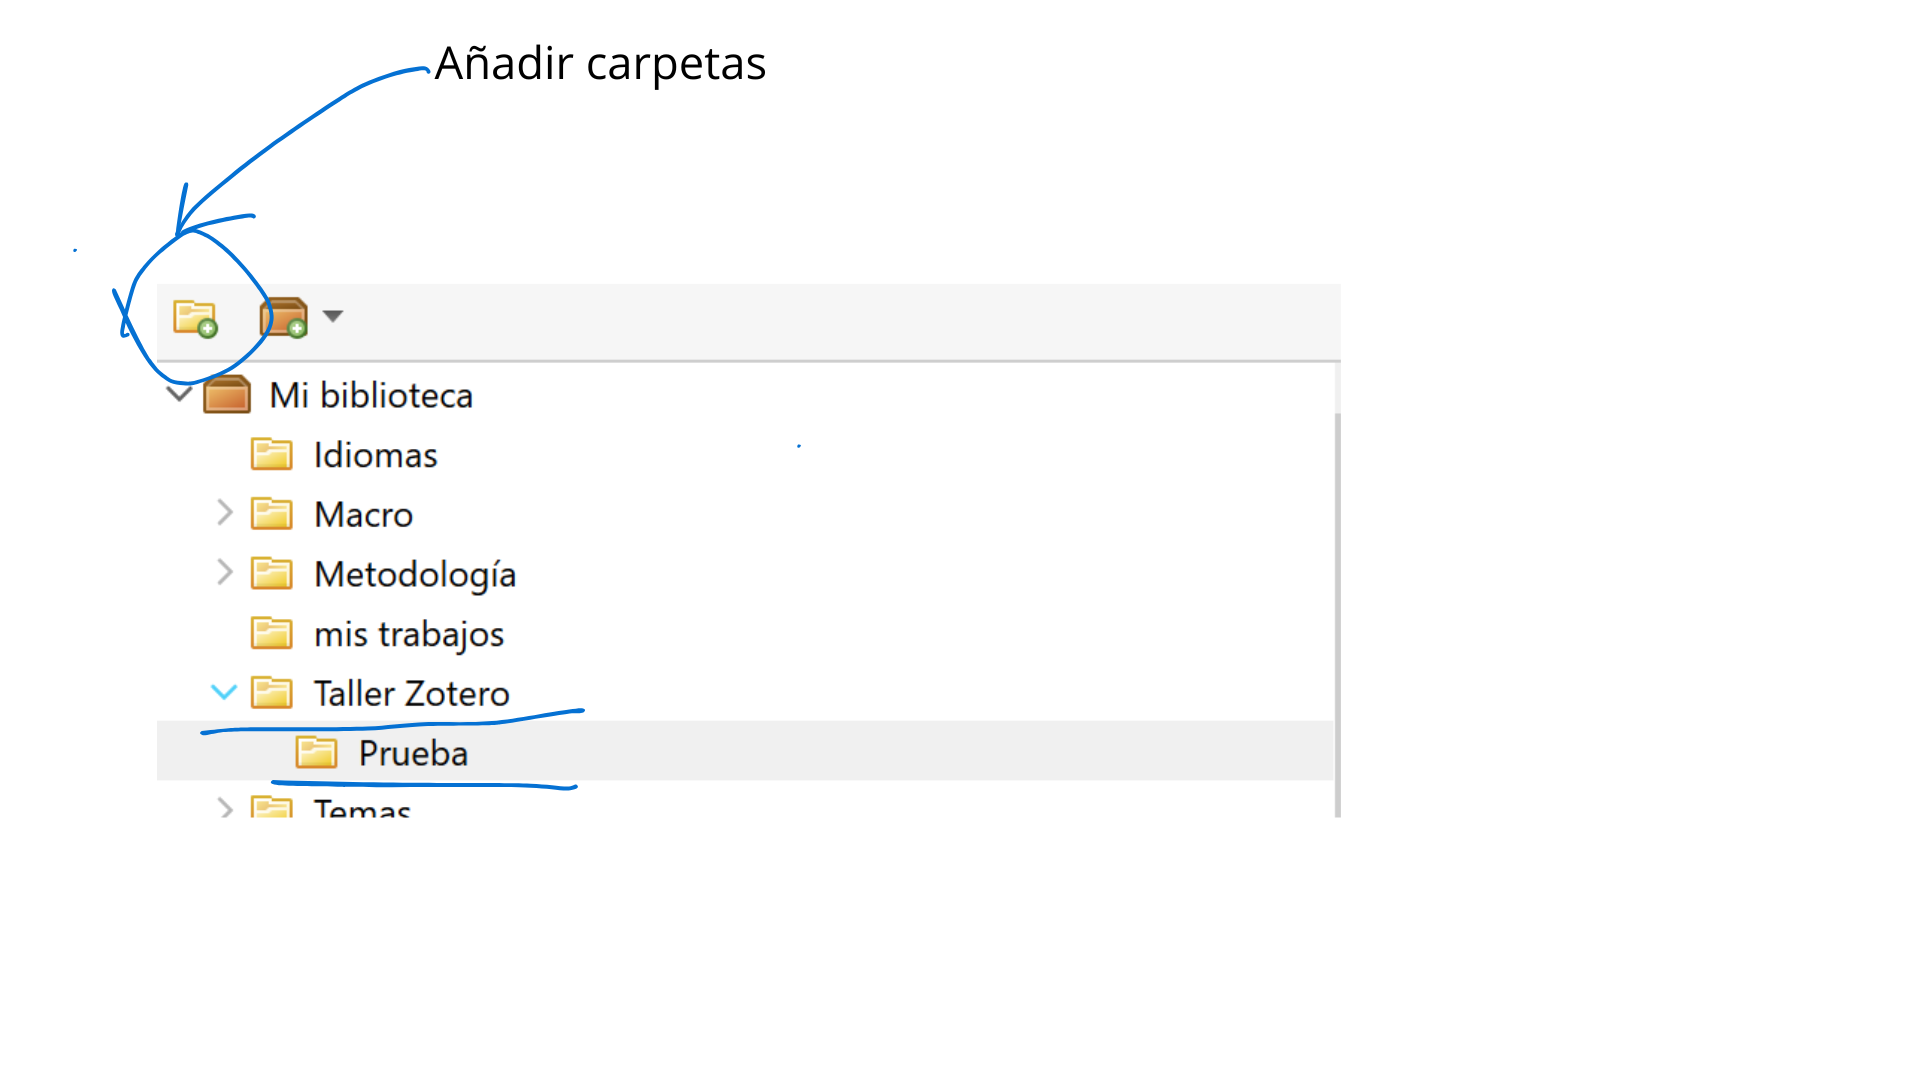 Añadir carpetas
Mi biblioteca
Idiomas
Macro
Metodología
mis trabajos
Taller Zotero
Prueba
Temas